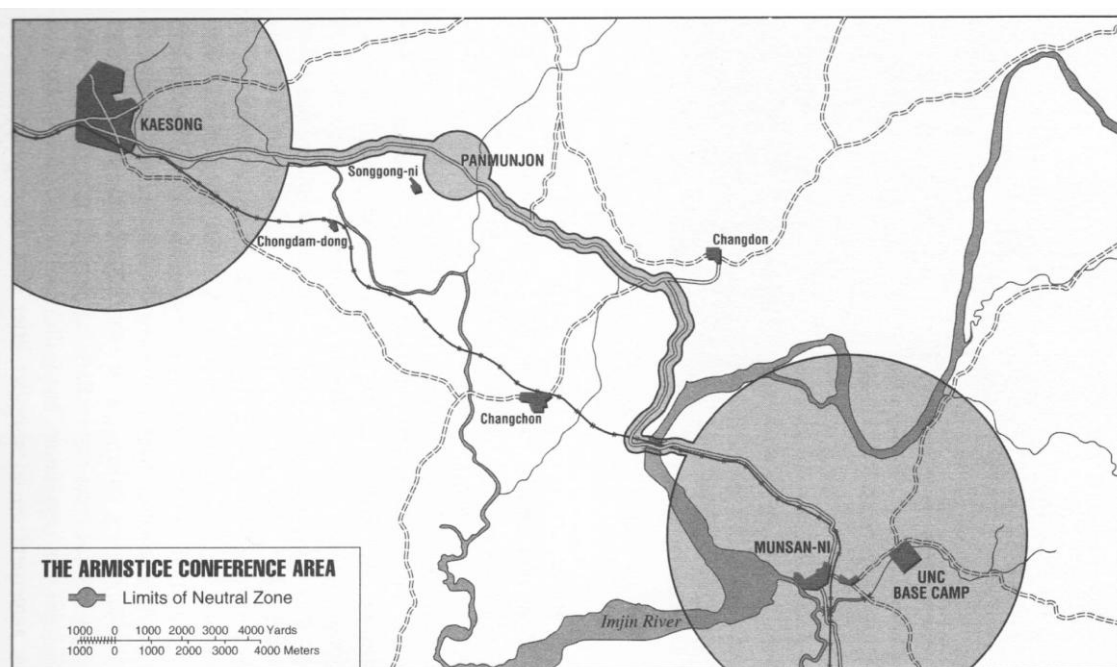 KAESONG
PANMUNJON
Songgong-ni
Chongdam-dong
Changdon
Changchon
MUNSAN-NI
UNC
BASE CAMP
Imjin River
THE ARMISTICE CONFERENCE AREA
Limits of Neutral Zone
1000 0 1000 2000 3000 4000 Yards
1000 0 1000 2000 3000 4000 Meters